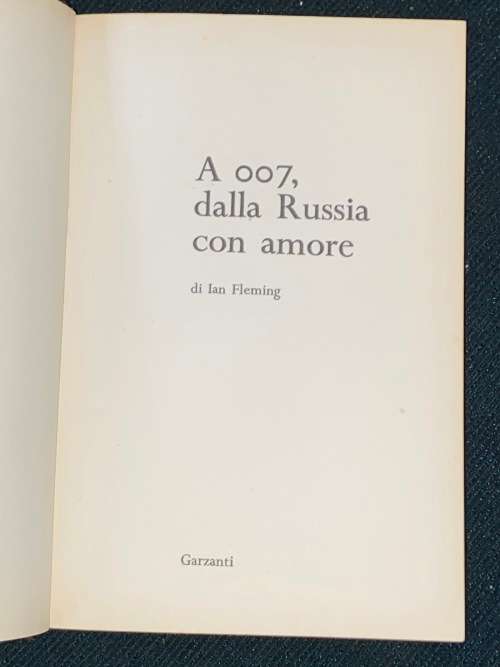 A 007,
dalla Russia
con amore
di Ian Fleming
Garzanti